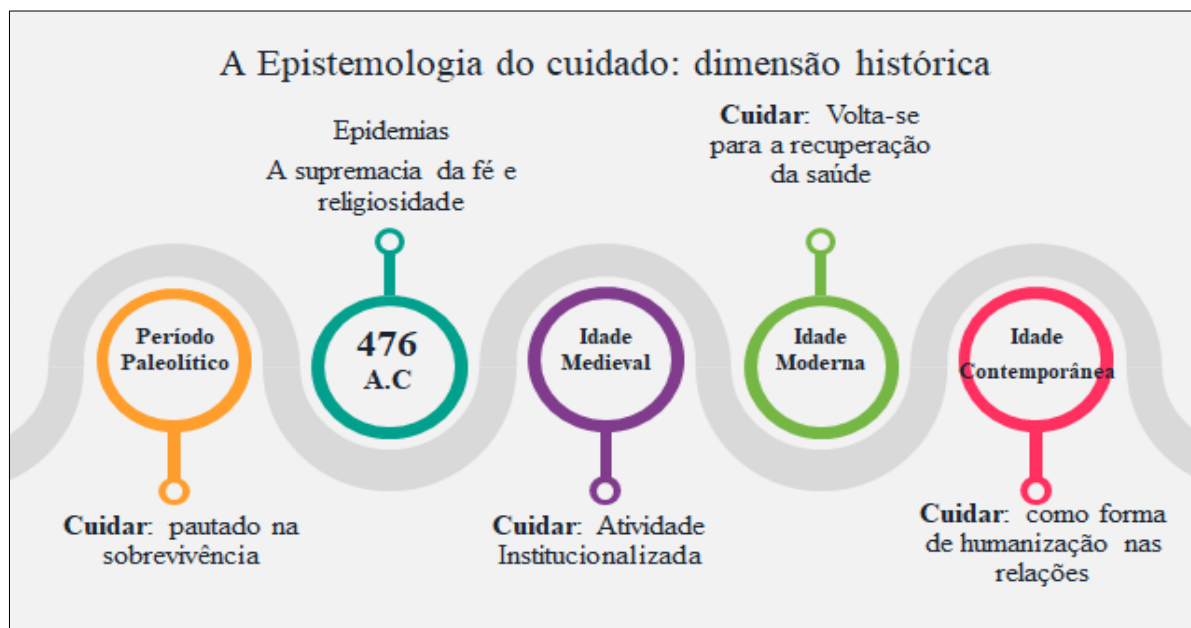 A Epistemologia do cuidado: dimensão histórica
Epidemias
A supremacia da fé e
religiosidade
Cuidar: Volta-se
para a recuperação
da saúde
Período
Paleolítico
476
A.C
Idade
Medieval
Idade
Moderna
Idade
Contemporânea
Cuidar: pautado na
sobrevivência
Cuidar: Atividade
Institucionalizada
Cuidar: como forma
de humanização nas
relações